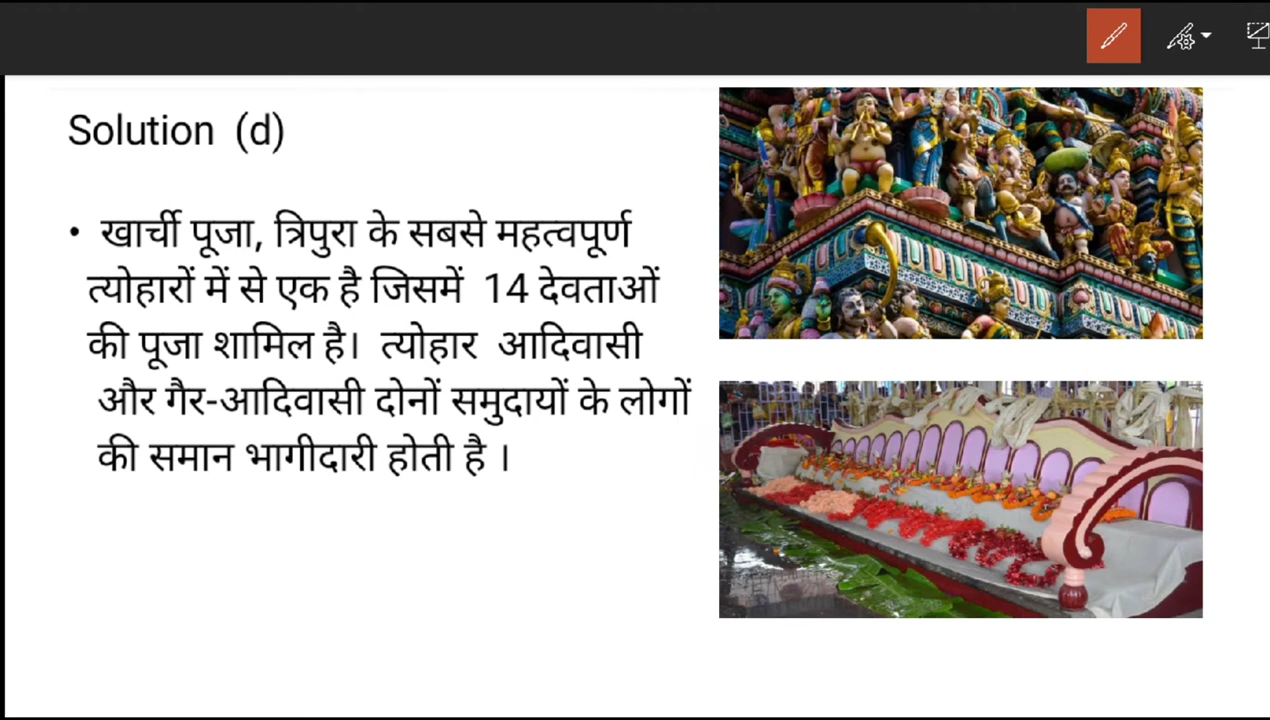 Solution (d)
• खार्ची पूजा, त्रिपुरा के सबसे महत्वपूर्ण
त्योहारों में से एक है जिसमें 14 देवताओं
की पूजा शामिल है। त्योहार आदिवासी
और गैर-आदिवासी दोनों समुदायों के लोगों
की समान भागीदारी होती है ।